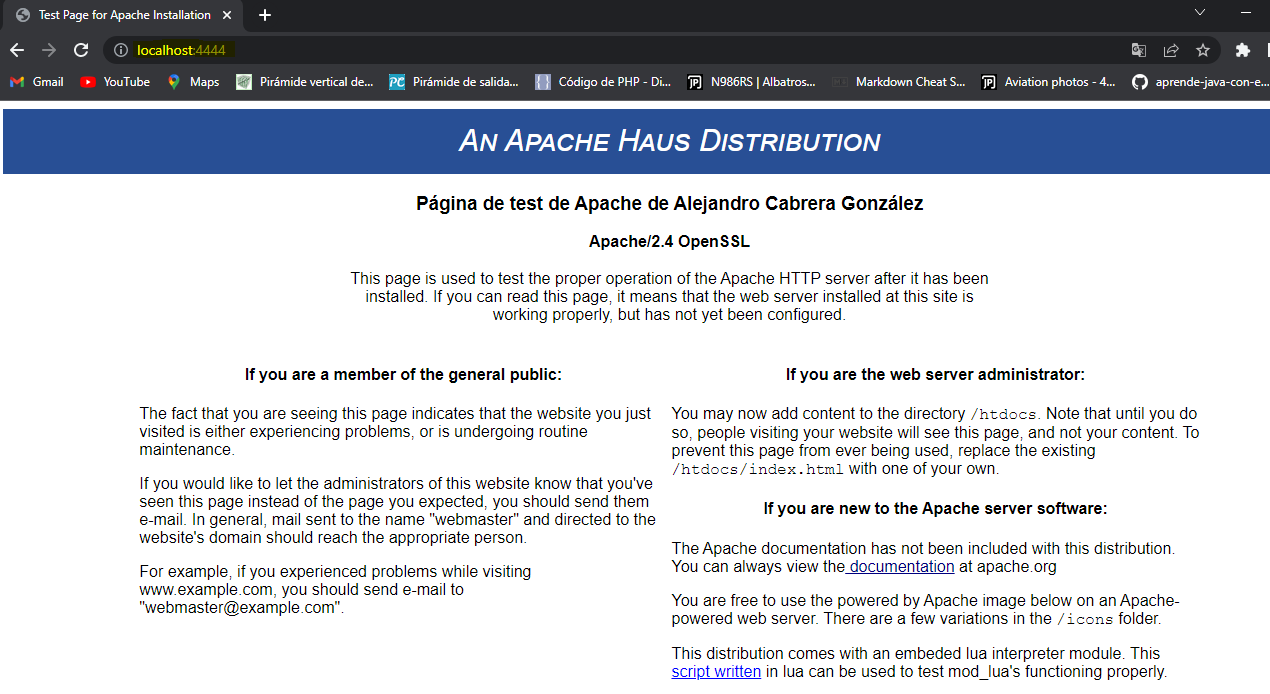 Test Page for Apache Installation
localhost:4444
Gmail YouTube Maps Pirámide vertical de... Pirámide de salida... Código de PHP - Di... N986RS | Albatros... Markdown Cheat S... Aviation photos - 4... aprende-java-con-e...
AN APACHE HAUS DISTRIBUTION
Página de test de Apache de Alejandro Cabrera González
Apache/2.4 OpenSSL
This page is used to test the proper operation of the Apache HTTP server after it has been
installed. If you can read this page, it means that the web server installed at this site is
working properly, but has not yet been configured.
If you are a member of the general public:
The fact that you are seeing this page indicates that the website you just
visited is either experiencing problems, or is undergoing routine
maintenance.
If you would like to let the administrators of this website know that you've
seen this page instead of the page you expected, you should send them
e-mail. In general, mail sent to the name "webmaster" and directed to the
website's domain should reach the appropriate person.
For example, if you experienced problems while visiting
www.example.com, you should send e-mail to
"webmaster@example.com".
If you are the web server administrator:
You may now add content to the directory /htdocs. Note that until you do
so, people visiting your website will see this page, and not your content. To
prevent this page from ever being used, replace the existing
/htdocs/index.html with one of your own.
If you are new to the Apache server software:
The Apache documentation has not been included with this distribution.
You can always view the documentation at apache.org
You are free to use the powered by Apache image below on an Apache-
powered web server. There are a few variations in the /icons folder.
This distribution comes with an embeded lua interpreter module. This
script written in lua can be used to test mod_lua's functioning properly.